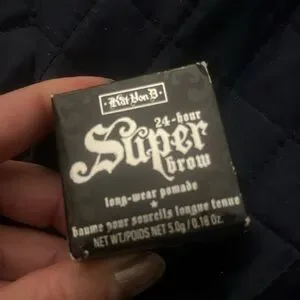 • Kat Von D •
24-hour
Super
brow
long-wear pomade
baume pour sourcils longue tenue
NET WT/POIDS NET 5.0g / 0.18 Oz.